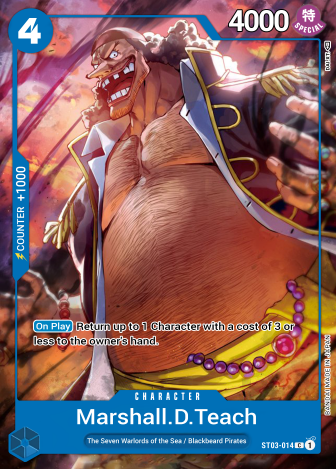 4
4000
特
SPECIAL
COUNTER +1000
On Play Return up to 1 Character with a cost of 3 or
less to the owner's hand.
CHARACTER
Marshall.D.Teach
The Seven Warlords of the Sea / Blackbeard Pirates
ST03-014 C 1
BANDAI MADE IN JAPAN